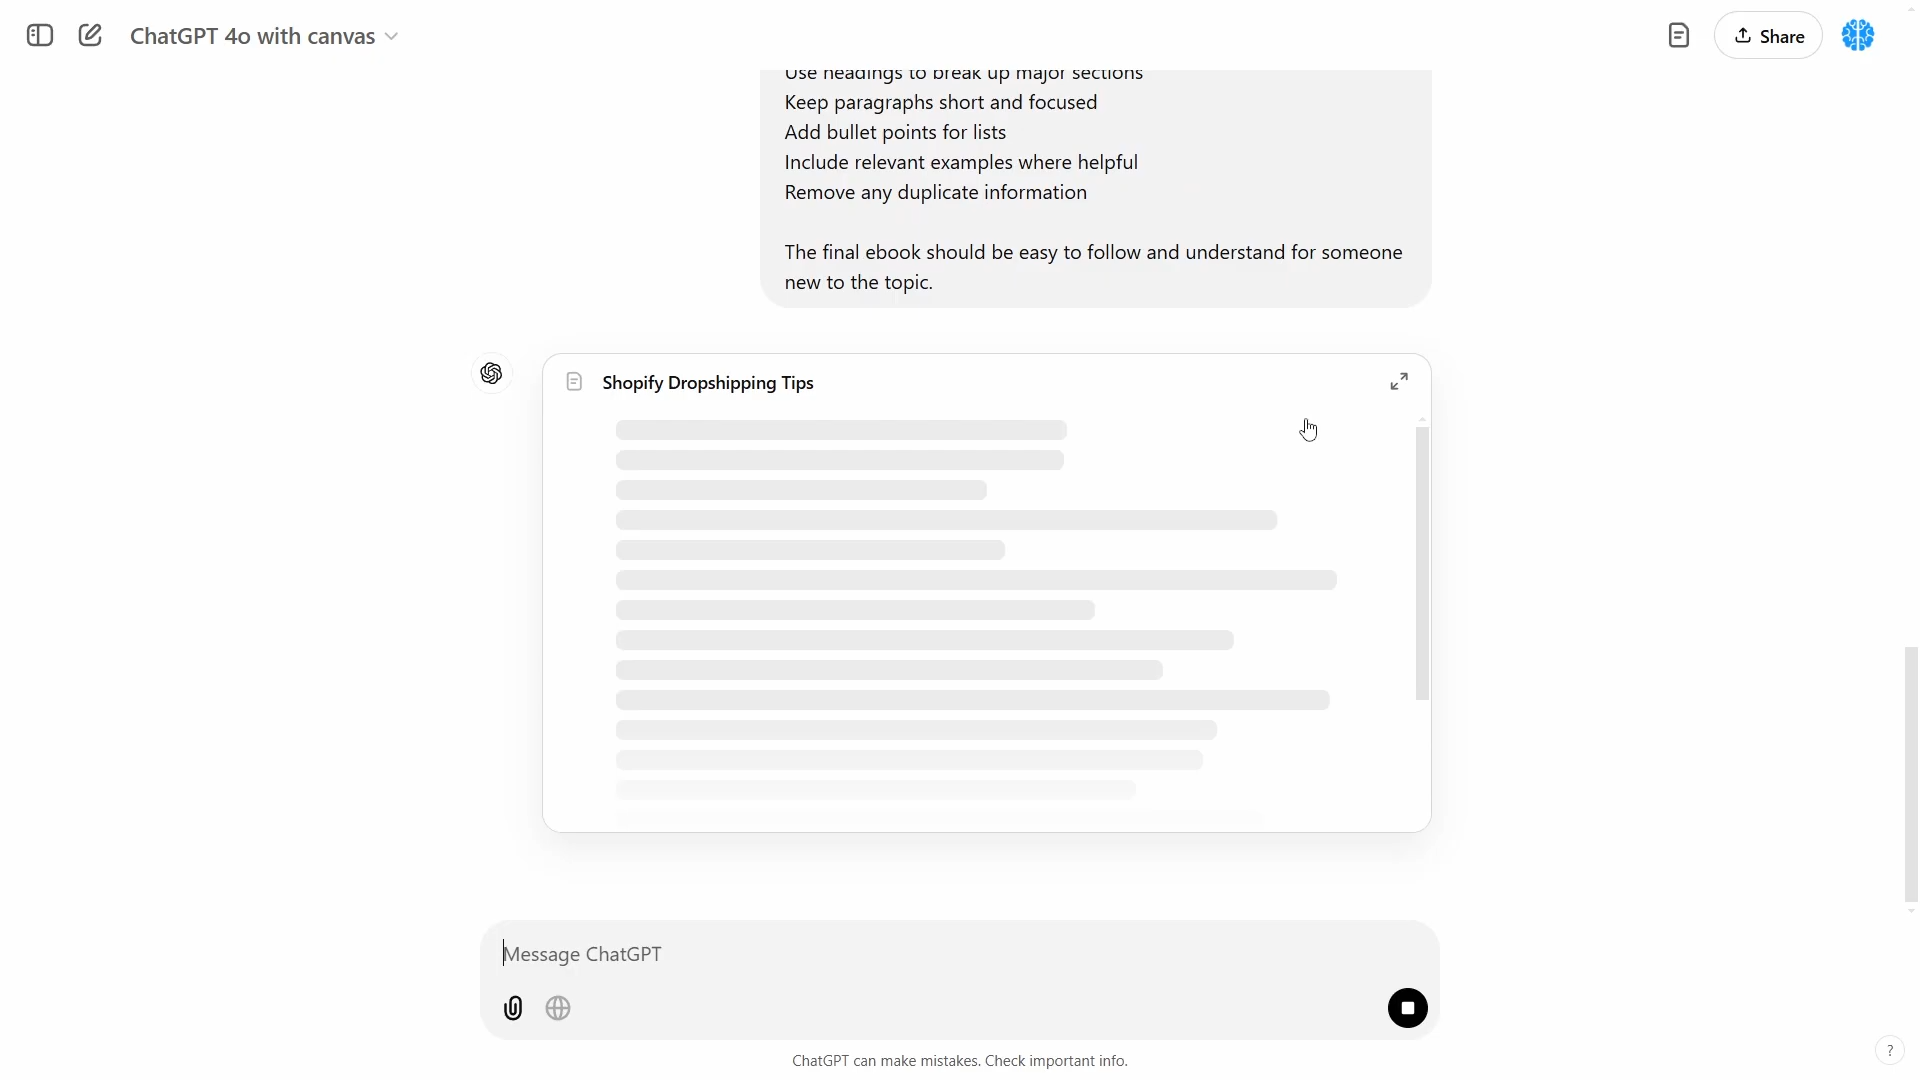 ChatGPT 4o with canvas
Share
Use headings to break up major sections
Keep paragraphs short and focused
Add bullet points for lists
Include relevant examples where helpful
Remove any duplicate information
The final ebook should be easy to follow and understand for someone
new to the topic.
Shopify Dropshipping Tips
Message ChatGPT
ChatGPT can make mistakes. Check important info.
?